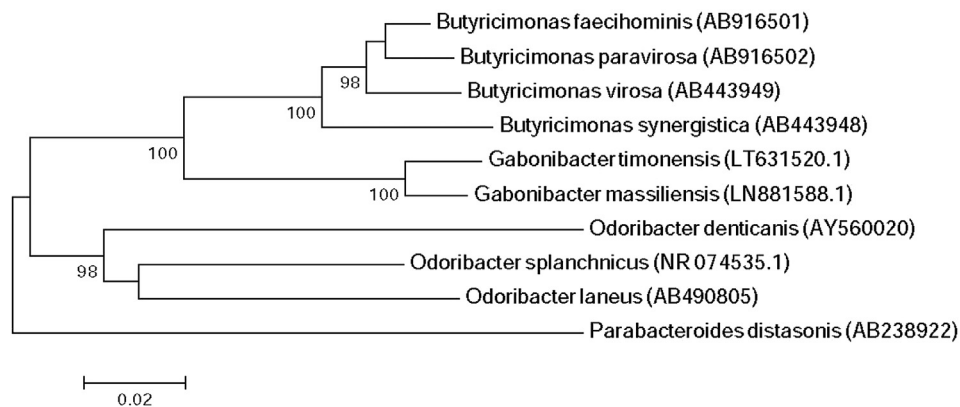 Butyricimonas faecihominis (AB916501)
Butyricimonas paravirosa (AB916502)
98
Butyricimonas virosa (AB443949)
100
Butyricimonas synergistica (AB443948)
100
Gabonibacter timonensis (LT631520.1)
100
Gabonibacter massiliensis (LN881588.1)
Odoribacter denticanis (AY560020)
98
Odoribacter splanchnicus (NR 074535.1)
Odoribacter laneus (AB490805)
Parabacteroides distasonis (AB238922)
0.02